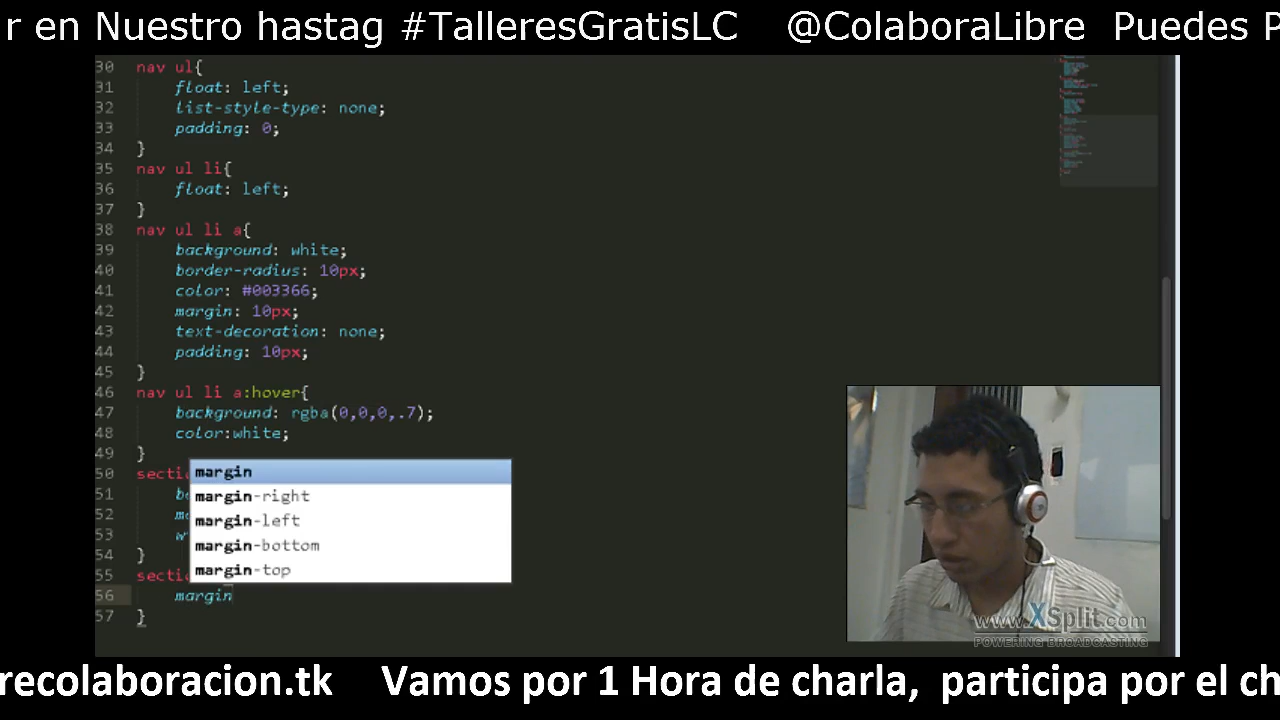 r en Nuestro hastag #TalleresGratisLC @ColaboraLibre Puedes P
30 nav ul{
31 float: left;
32 list-style-type: none;
33 padding: 0;
34 }
35 nav ul li{
36 float: left;
37 }
38 nav ul li a{
39 background: white;
40 border-radius: 10px;
41 color: #003366;
42 margin: 10px;
43 text-decoration: none;
44 padding: 10px;
45 }
46 nav ul li a:hover{
47 background: rgba(0,0,0,.7);
48 color:white;
49 }
50 secti
margin
51 b
margin-right
52 m
margin-left
53 w
margin-bottom
54 }
margin-top
55 secti
56 margin
57 }
www.XSplit.com
POWERING BROADCASTING
recolaboracion.tk Vamos por 1 Hora de charla, participa por el ch